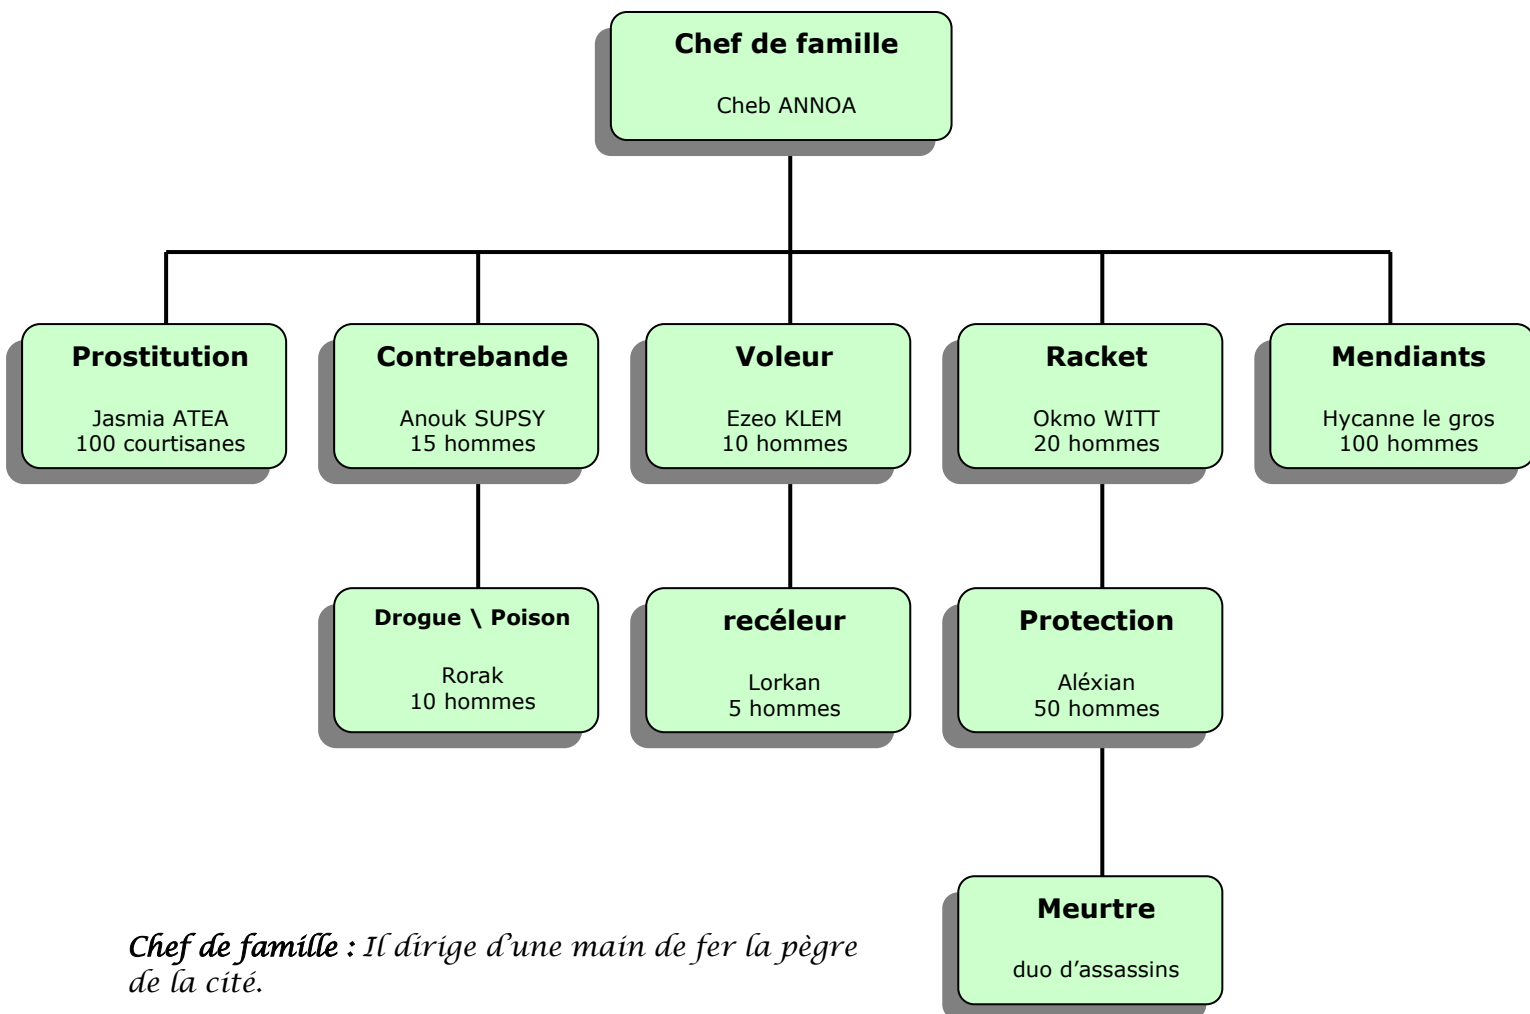 Chef de famille
Cheb ANNOA
Prostitution
Jasmia ATEA
100 courtisanes
Contrebande
Anouk SUPSY
15 hommes
Voleur
Ezeo KLEM
10 hommes
Racket
Okmo WITT
20 hommes
Mendiants
Hycanne le gros
100 hommes
Drogue \ Poison
Rorak
10 hommes
recéleur
Lorkan
5 hommes
Protection
Aléxian
50 hommes
Meurtre
duo d’assassins
Chef de famille : Il dirige d’une main de fer la pègre
de la cité.